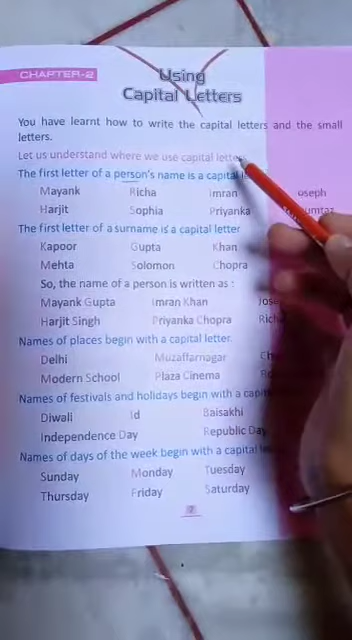 CHAPTER-2
Using
Capital Letters
You have learnt how to write the capital letters and the small
letters.
Let us understand where we use capital letters.
The first letter of a person's name is a capital
Mayank Richa Imran
Harjit Sophia Priyanka
The first letter of a surname is a capital letter
Kapoor Gupta Khan
Mehta Solomon Chopra
So, the name of a person is written as :
Mayank Gupta Imran Khan
Harjit Singh Priyanka Chopra
Names of places begin with a capital letter.
Delhi Muzaffarnagar
Modern School Plaza Cinema
Names of festivals and holidays begin with a
Diwali Id Baisakhi
Independence Day Republic Day
Names of days of the week begin with a capital
Sunday Monday Tuesday
Thursday Friday Saturday
7